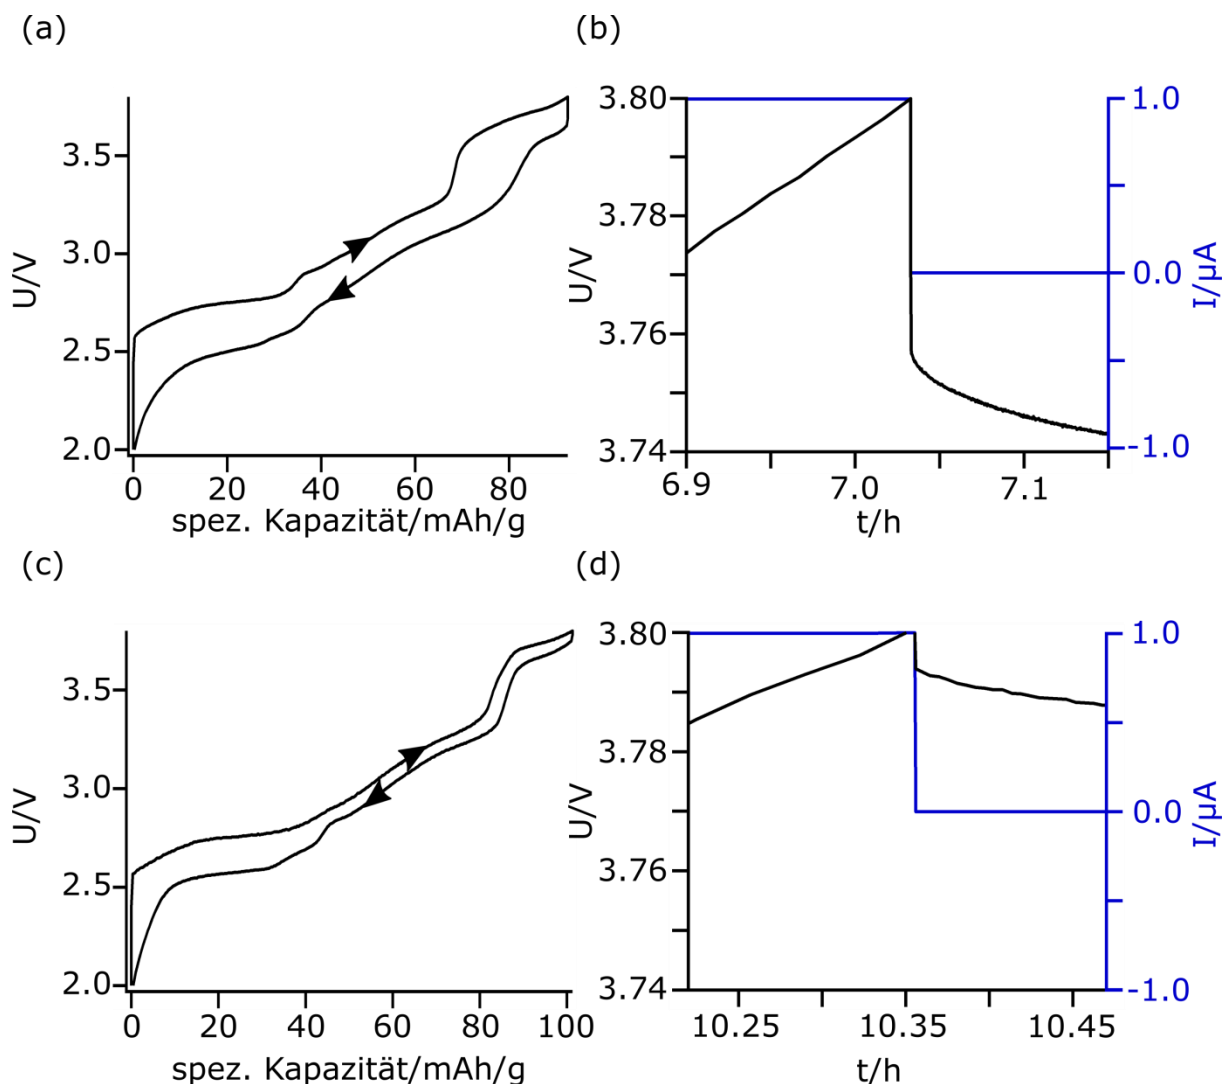 (a)
U/V
3.5
3.0
2.5
2.0
0 20 40 60 80
spez. Kapazität/mAh/g
(b)
U/V
3.80
3.78
3.76
3.74
1.0
0.0
-1.0
I/µA
6.9 7.0 7.1
t/h
(c)
U/V
3.5
3.0
2.5
2.0
0 20 40 60 80 100
spez. Kapazität/mAh/g
(d)
U/V
3.80
3.78
3.76
3.74
1.0
0.0
-1.0
I/µA
10.25 10.35 10.45
t/h